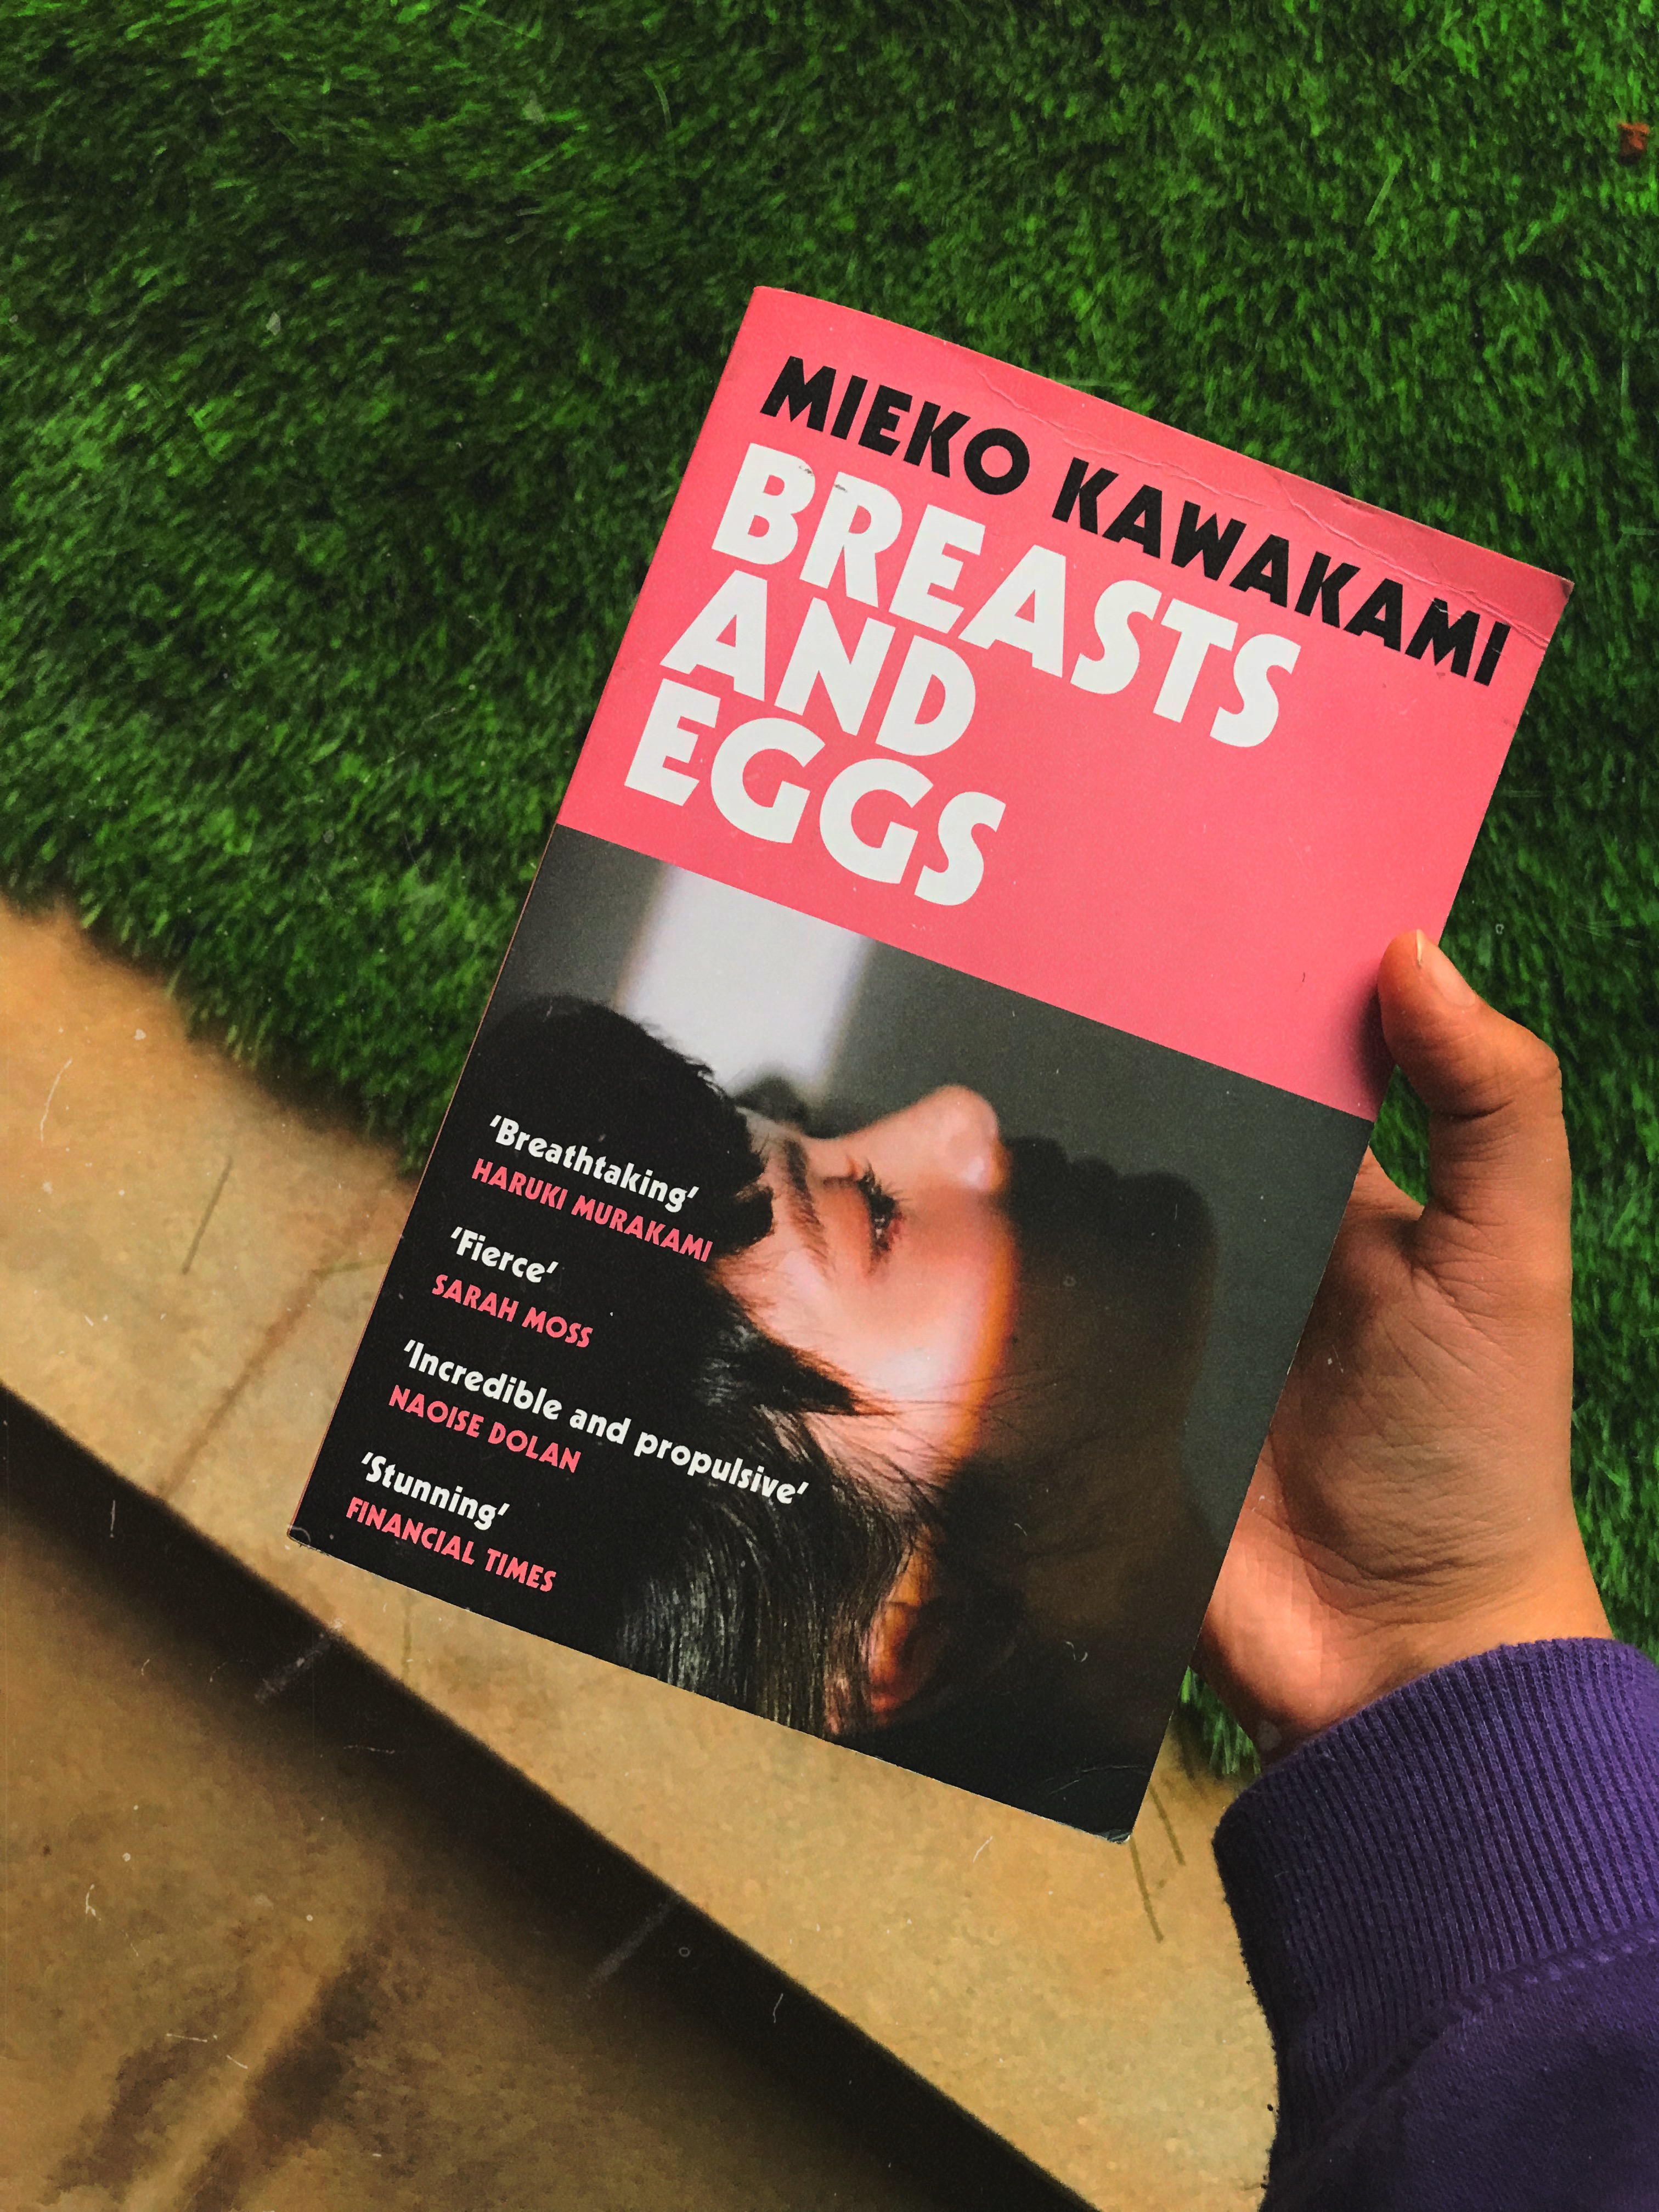 MIEKO KAWAKAMI
BREASTS
AND
EGGS
‘Breathtaking’
HARUKI MURAKAMI
‘Fierce’
SARAH MOSS
‘Incredible and propulsive’
NAOISE DOLAN
‘Stunning’
FINANCIAL TIMES